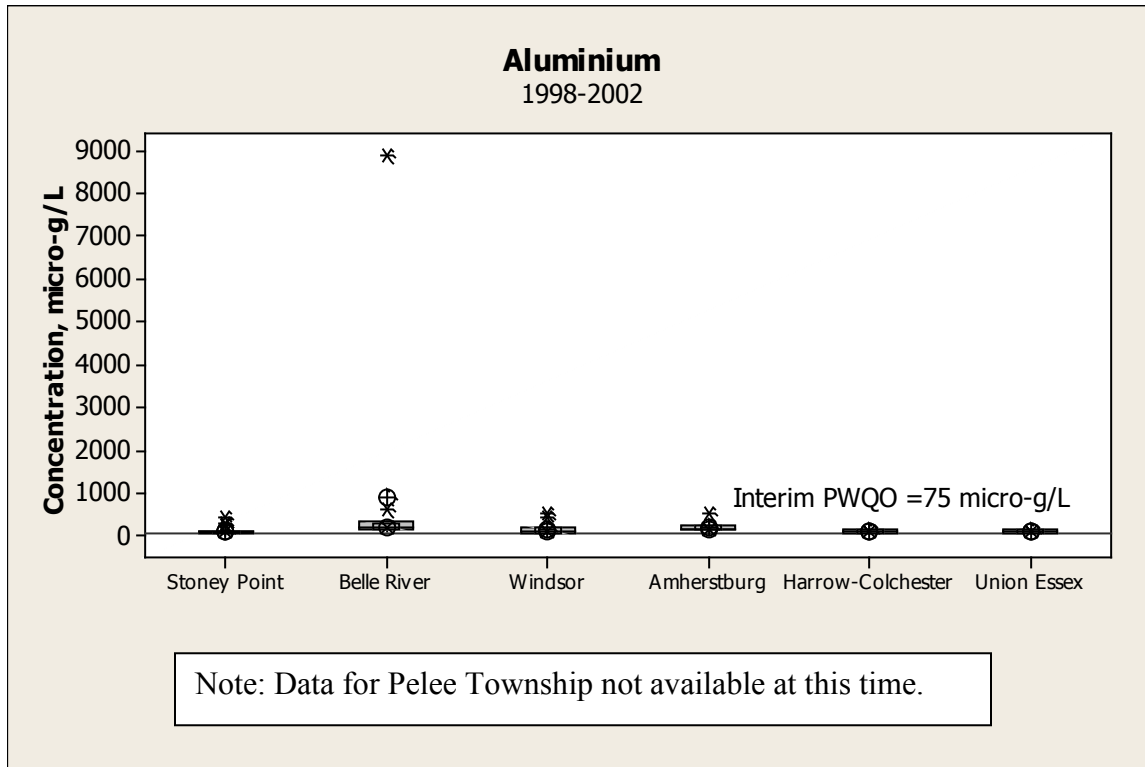 Aluminium
1998-2002
Concentration, micro-g/L
9000
8000
7000
6000
5000
4000
3000
2000
1000
0
Interim PWQO =75 micro-g/L
Stoney Point Belle River Windsor Amherstburg Harrow-Colchester Union Essex
Note: Data for Pelee Township not available at this time.